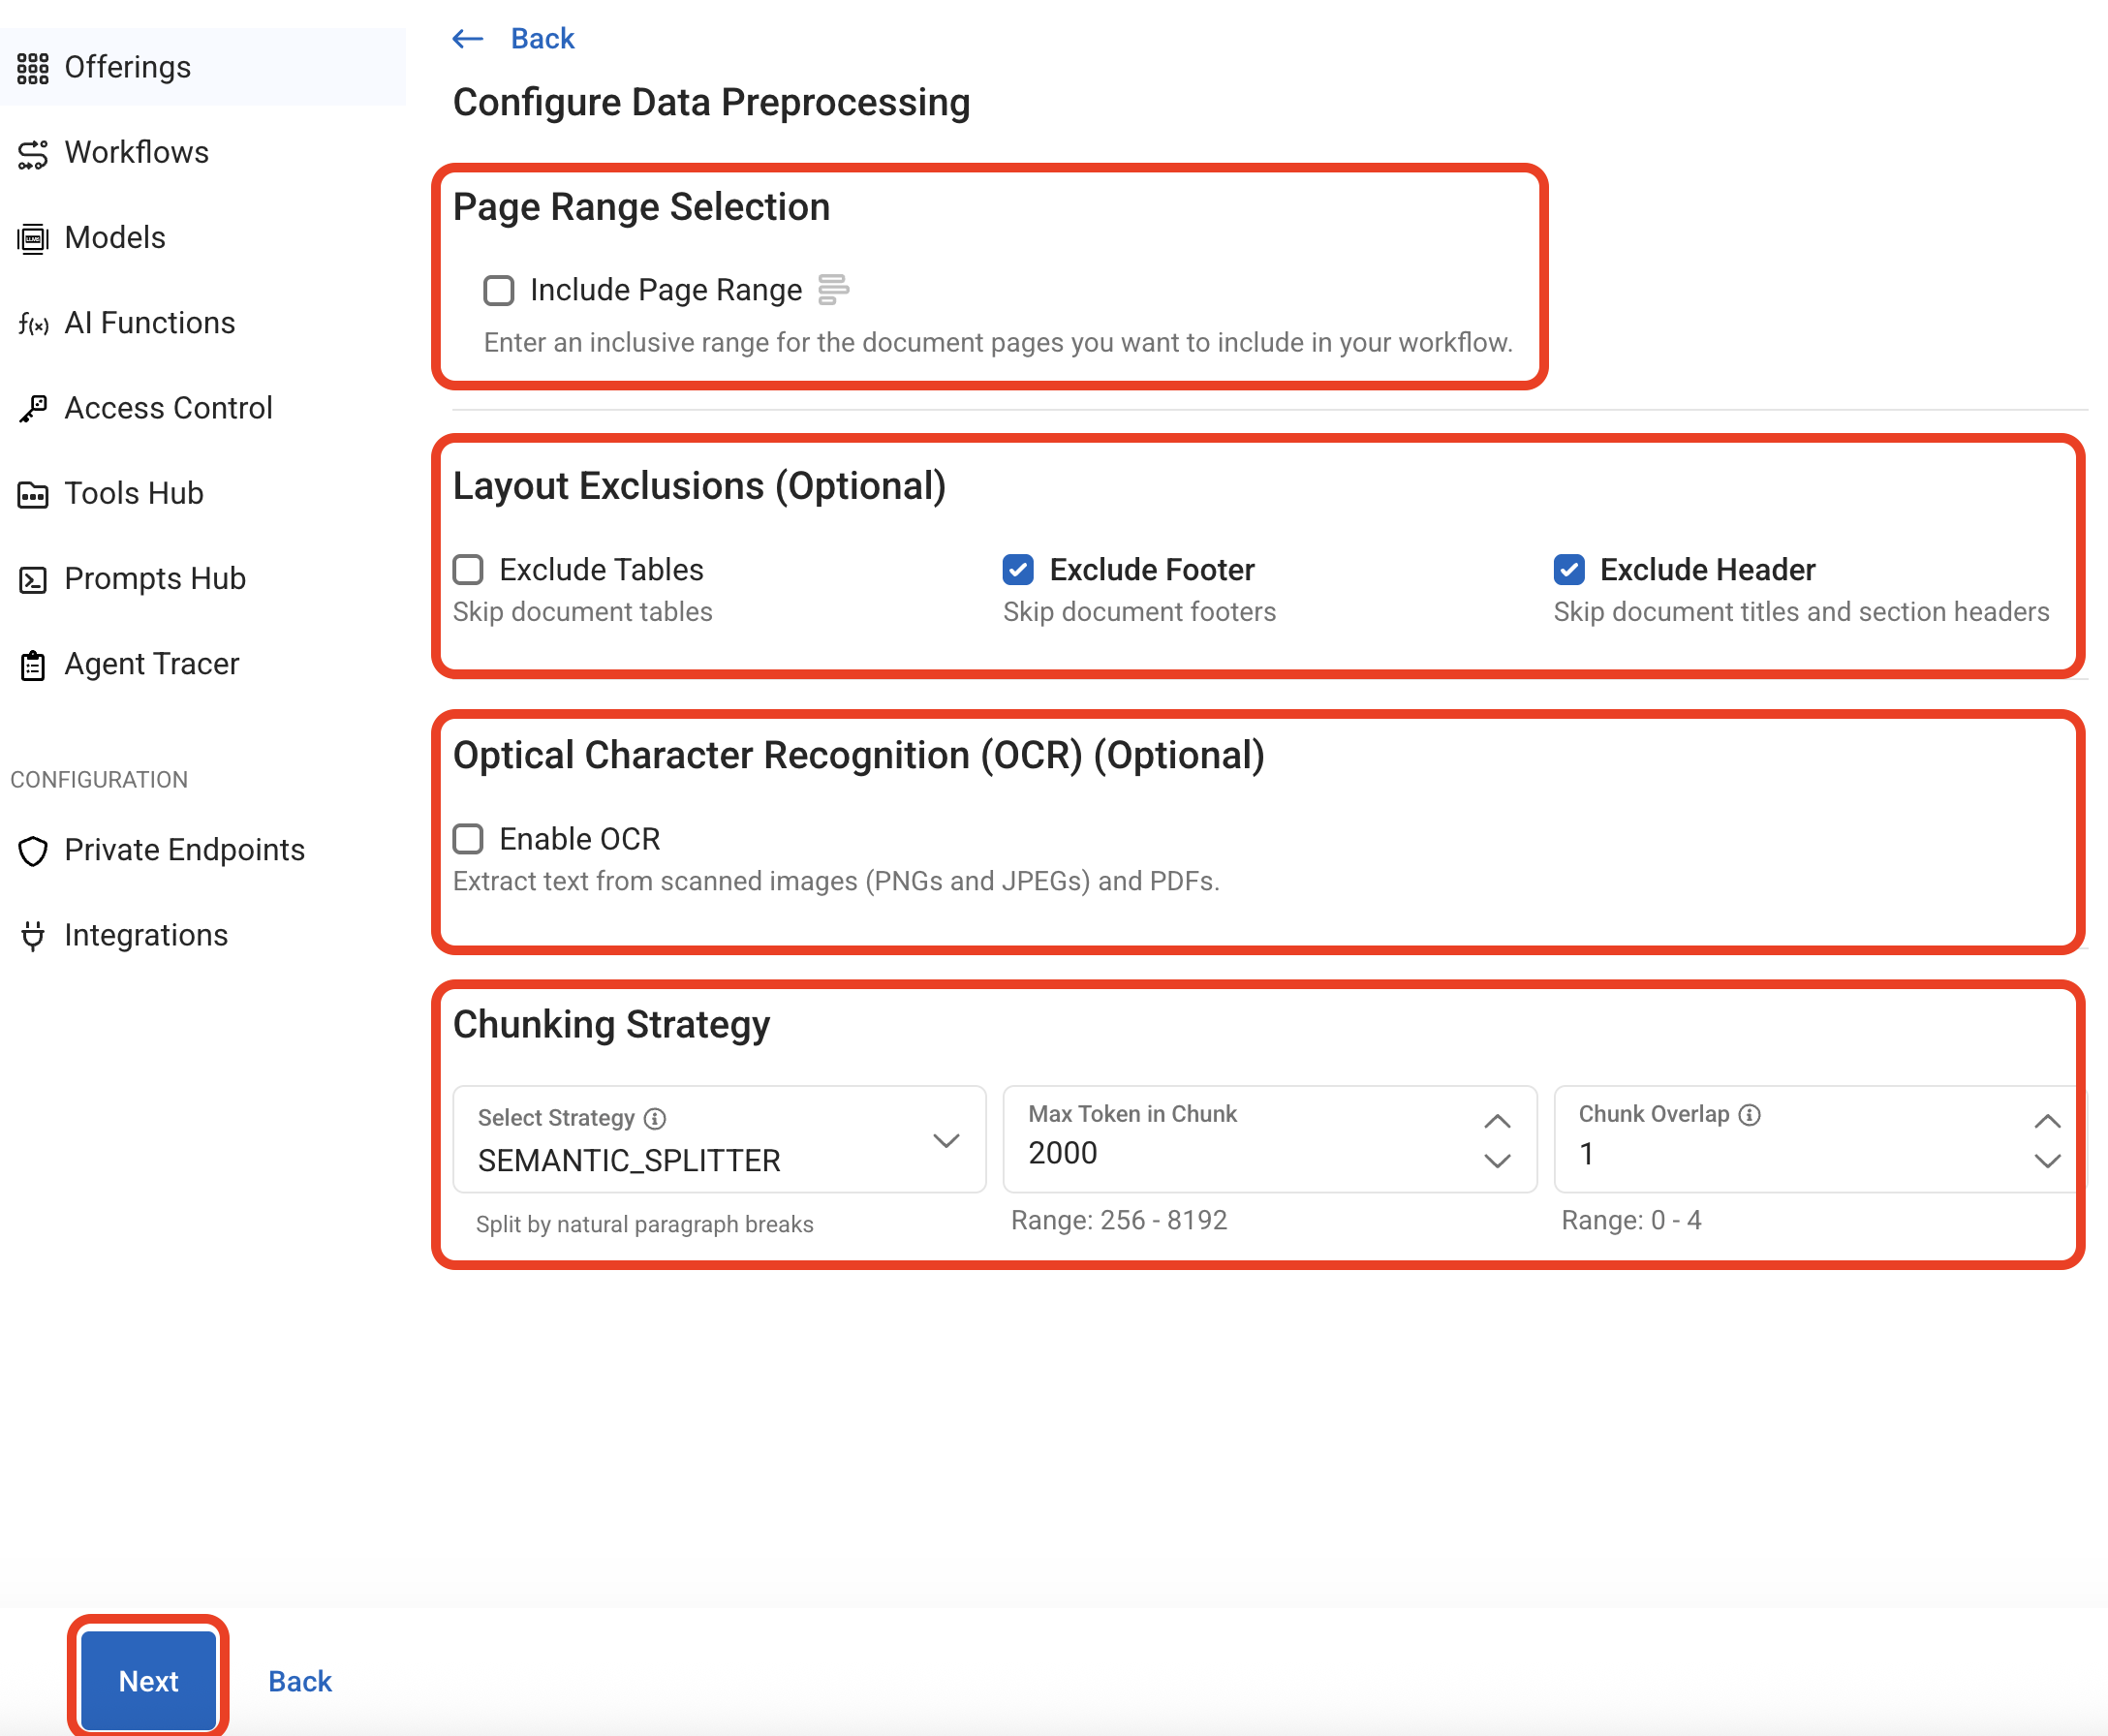 Offerings
Workflows
Models
AI Functions
Access Control
Tools Hub
Prompts Hub
Agent Tracer
CONFIGURATION
Private Endpoints
Integrations
Back
Configure Data Preprocessing
Page Range Selection
Include Page Range
Enter an inclusive range for the document pages you want to include in your workflow.
Layout Exclusions (Optional)
Exclude Tables
Skip document tables
Exclude Footer
Skip document footers
Exclude Header
Skip document titles and section headers
Optical Character Recognition (OCR) (Optional)
Enable OCR
Extract text from scanned images (PNGs and JPEGs) and PDFs.
Chunking Strategy
Select Strategy
SEMANTIC_SPLITTER
Split by natural paragraph breaks
Max Token in Chunk
2000
Range: 256 - 8192
Chunk Overlap
1
Range: 0 - 4
Next
Back